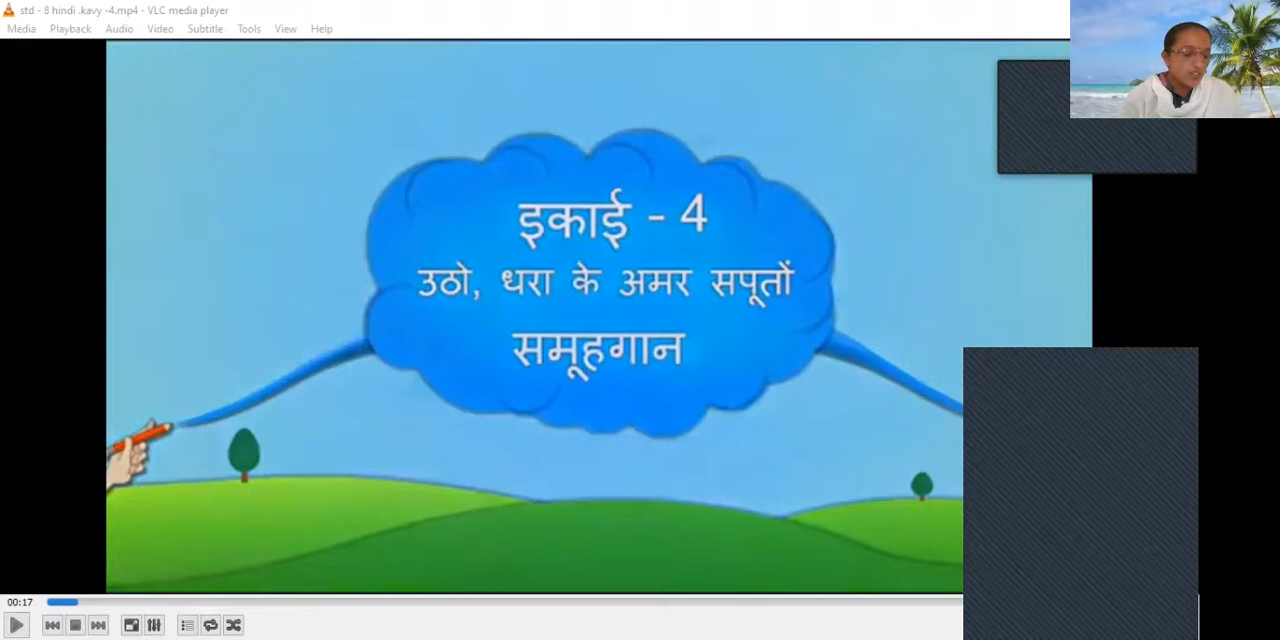 std - 8 hindi .kavy -4.mp4 - VLC media player
Media Playback Audio Video Subtitle Tools View Help
इकाई - 4
उठो, धरा के अमर सपूतों
समूहगान
00:17